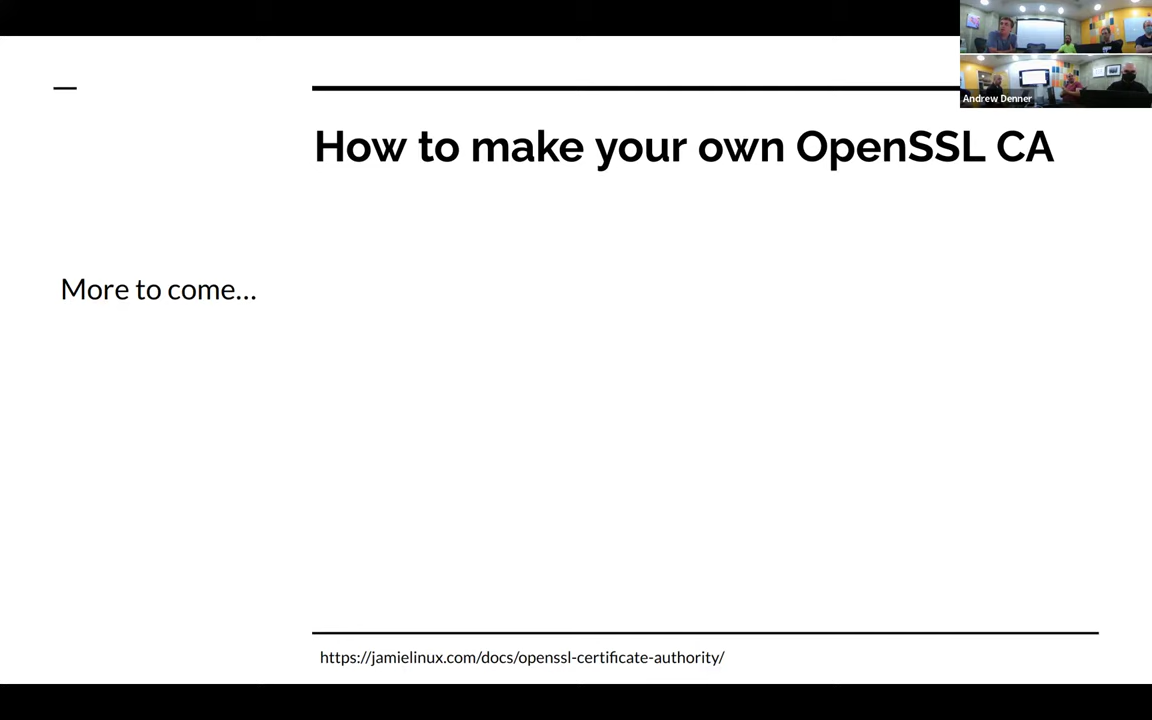 Andrew Denner
How to make your own OpenSSL CA
More to come...
https://jamielinux.com/docs/openssl-certificate-authority/